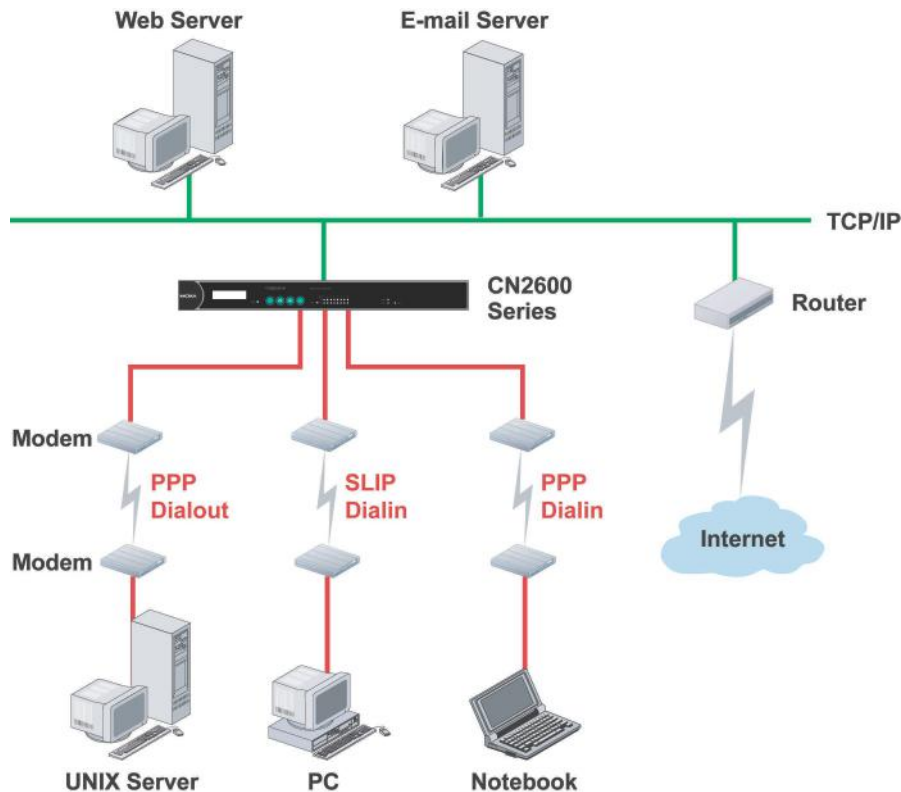 Web Server
E-mail Server
TCP/IP
CN2600
Series
MOXA
Router
Modem
PPP
Dialout
SLIP
Dialin
PPP
Dialin
Internet
Modem
UNIX Server
PC
Notebook